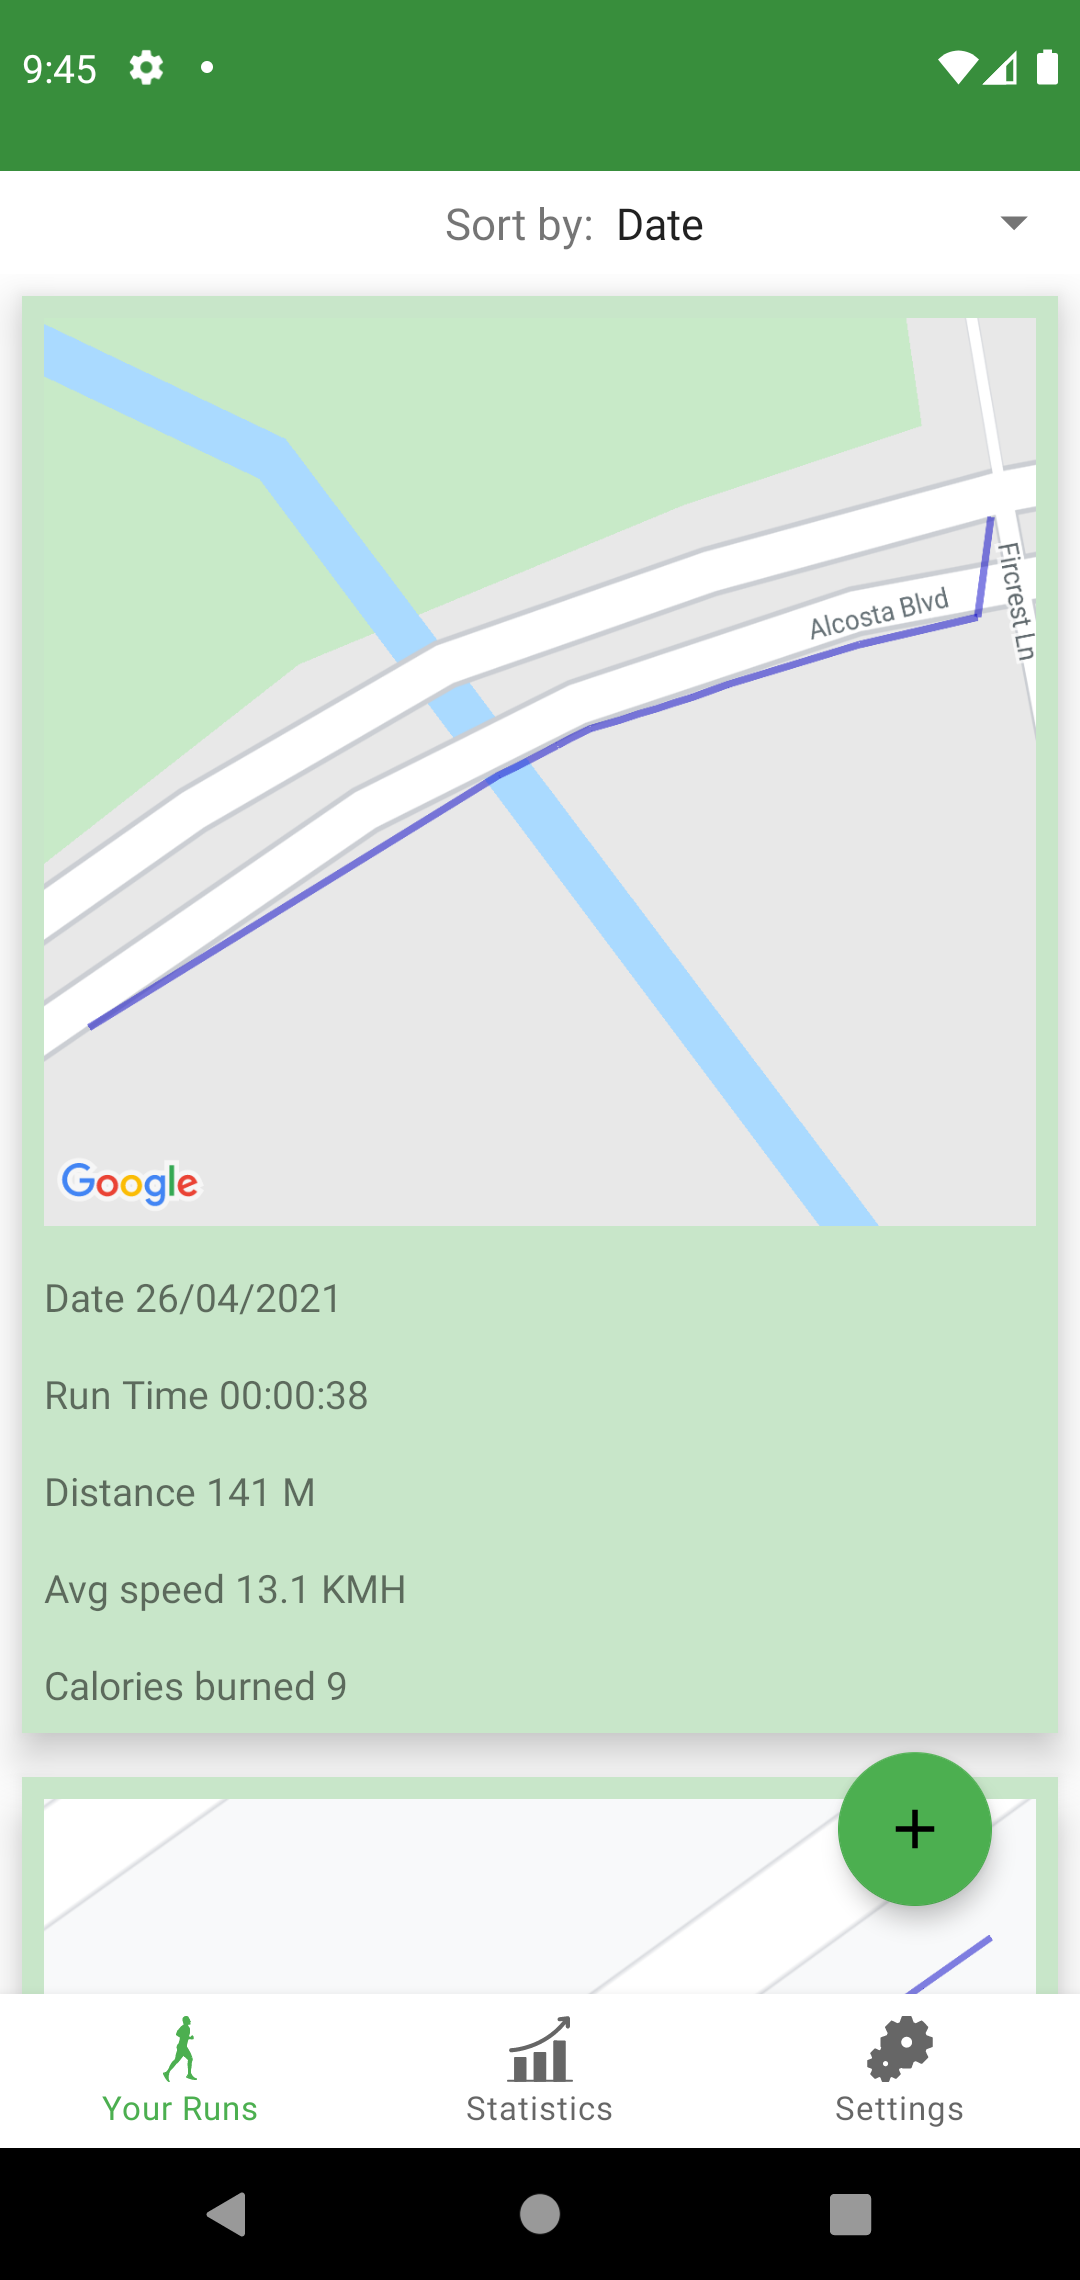 9:45
Sort by: Date
Alcosta Blvd
Fircrest Ln
Google
Date 26/04/2021
Run Time 00:00:38
Distance 141 M
Avg speed 13.1 KMH
Calories burned 9
Your Runs
Statistics
Settings